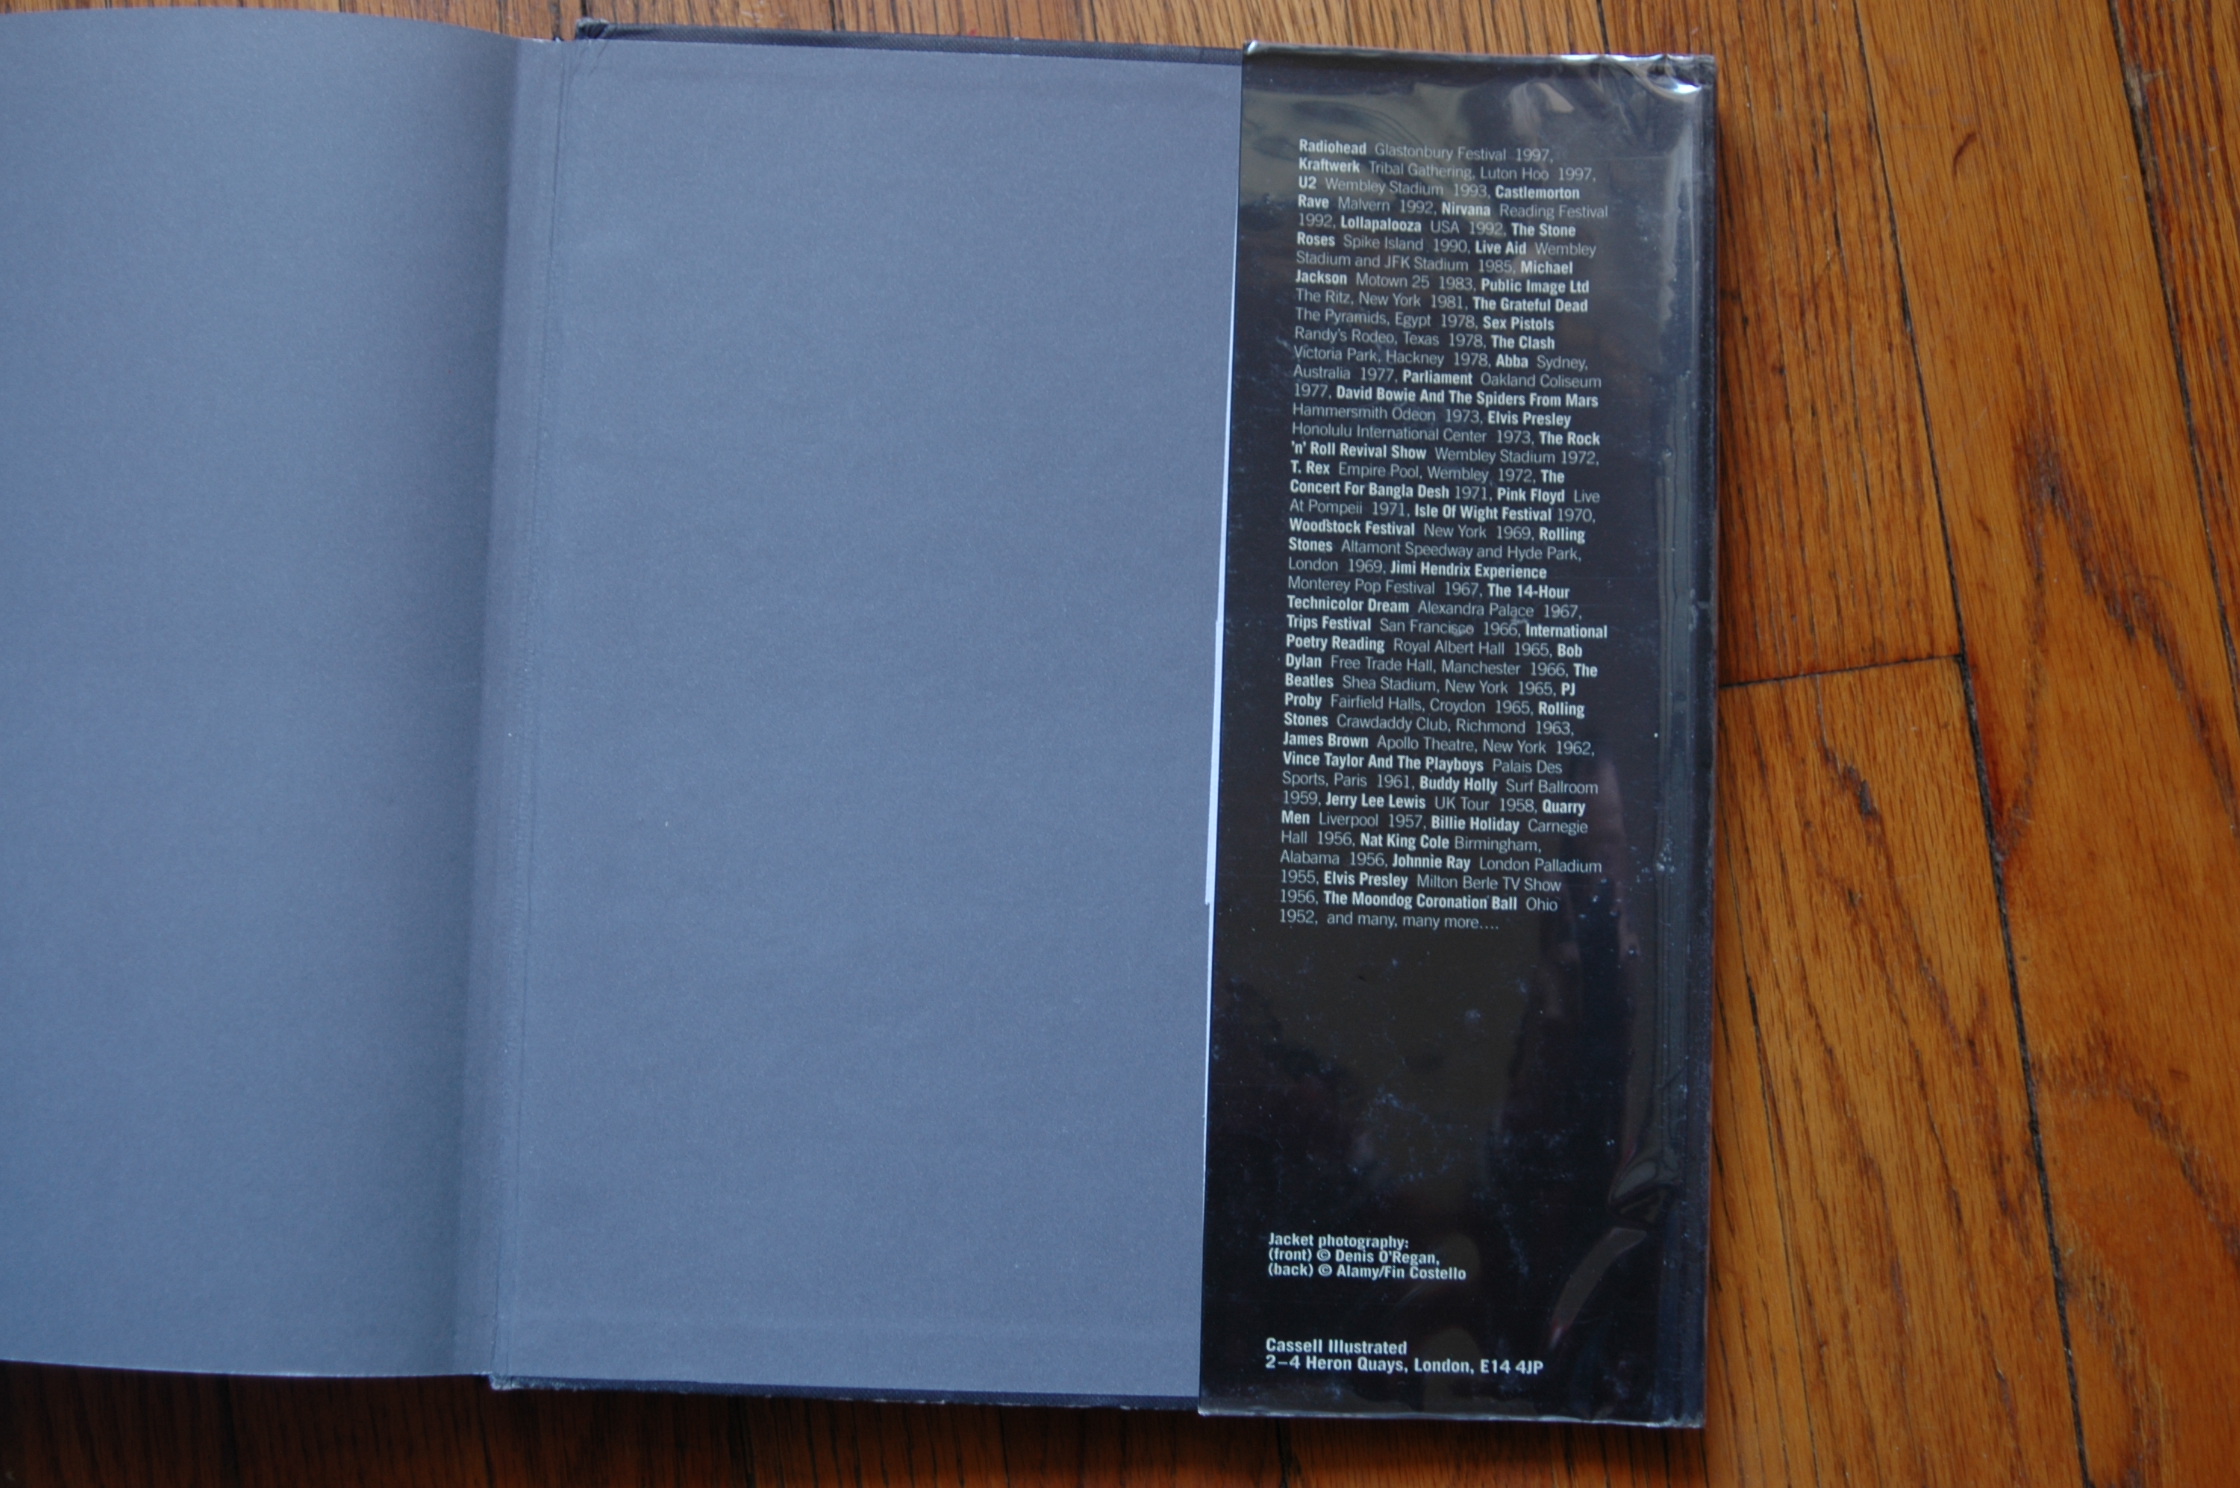 Radiohead Glastonbury Festival 1997,
Kraftwerk Tribal Gathering, Luton Hoo 1997,
U2 Wembley Stadium 1993, Castlemorton
Rave Malvern 1992, Nirvana Reading Festival
1992, Lollapalooza USA 1992, The Stone
Roses Spike Island 1990, Live Aid Wembley
Stadium and JFK Stadium 1985, Michael
Jackson Motown 25 1983, Public Image Ltd
The Ritz, New York 1981, The Grateful Dead
The Pyramids, Egypt 1978, Sex Pistols
Randy's Rodeo, Texas 1978, The Clash
Victoria Park, Hackney 1978, Abba Sydney,
Australia 1977, Parliament Oakland Coliseum
1977, David Bowie And The Spiders From Mars
Hammersmith Odeon 1973, Elvis Presley
Honolulu International Center 1973, The Rock
'n' Roll Revival Show Wembley Stadium 1972,
T. Rex Empire Pool, Wembley 1972, The
Concert For Bangla Desh 1971, Pink Floyd Live
At Pompeii 1971, Isle Of Wight Festival 1970,
Woodstock Festival New York 1969, Rolling
Stones Altamont Speedway and Hyde Park,
London 1969, Jimi Hendrix Experience
Monterey Pop Festival 1967, The 14-Hour
Technicolor Dream Alexandra Palace 1967,
Trips Festival San Francisco 1966, International
Poetry Reading Royal Albert Hall 1965, Bob
Dylan Free Trade Hall, Manchester 1966, The
Beatles Shea Stadium, New York 1965, PJ
Proby Fairfield Halls, Croydon 1965, Rolling
Stones Crawdaddy Club, Richmond 1963,
James Brown Apollo Theatre, New York 1962,
Vince Taylor And The Playboys Palais Des
Sports, Paris 1961, Buddy Holly Surf Ballroom
1959, Jerry Lee Lewis UK Tour 1958, Quarry
Men Liverpool 1957, Billie Holiday Carnegie
Hall 1956, Nat King Cole Birmingham,
Alabama 1956, Johnnie Ray London Palladium
1955, Elvis Presley Milton Berle TV Show
1956, The Moondog Coronation Ball Ohio
1952, and many, many more....
Jacket photography:
(front) © Denis O'Regan,
(back) © Alamy/Fin Costello
Cassell Illustrated
2–4 Heron Quays, London, E14 4JP